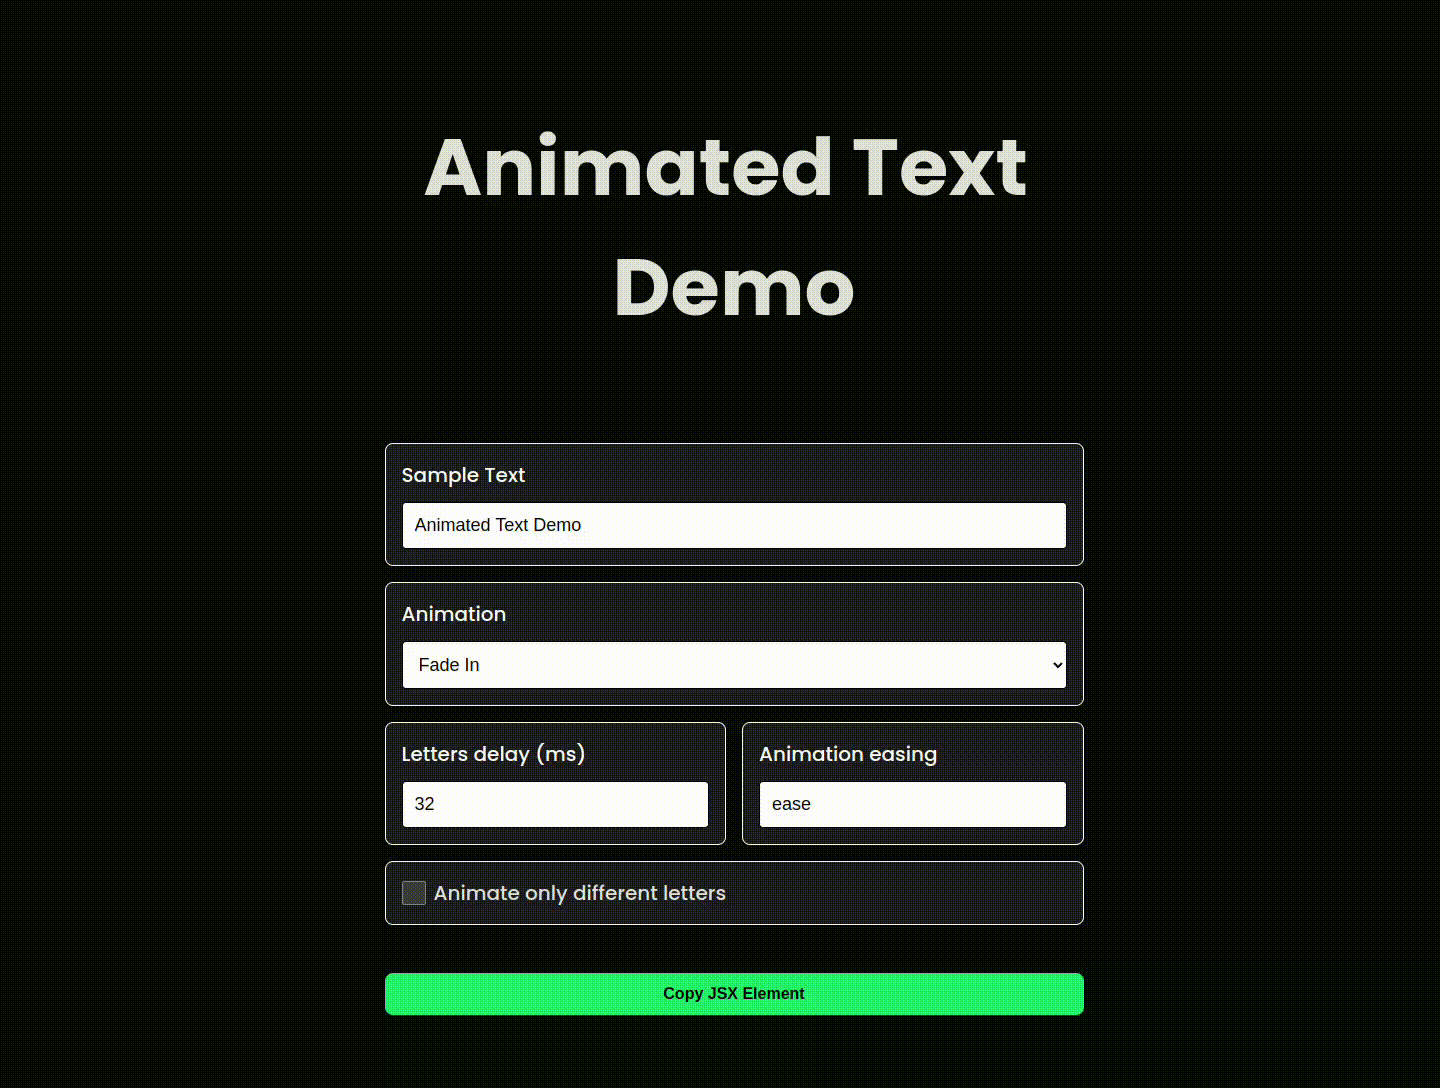 Animated Text
Demo
Sample Text
Animated Text Demo
Animation
Fade In
Letters delay (ms)
Animation easing
32
ease
Animate only different letters
Copy JSX Element